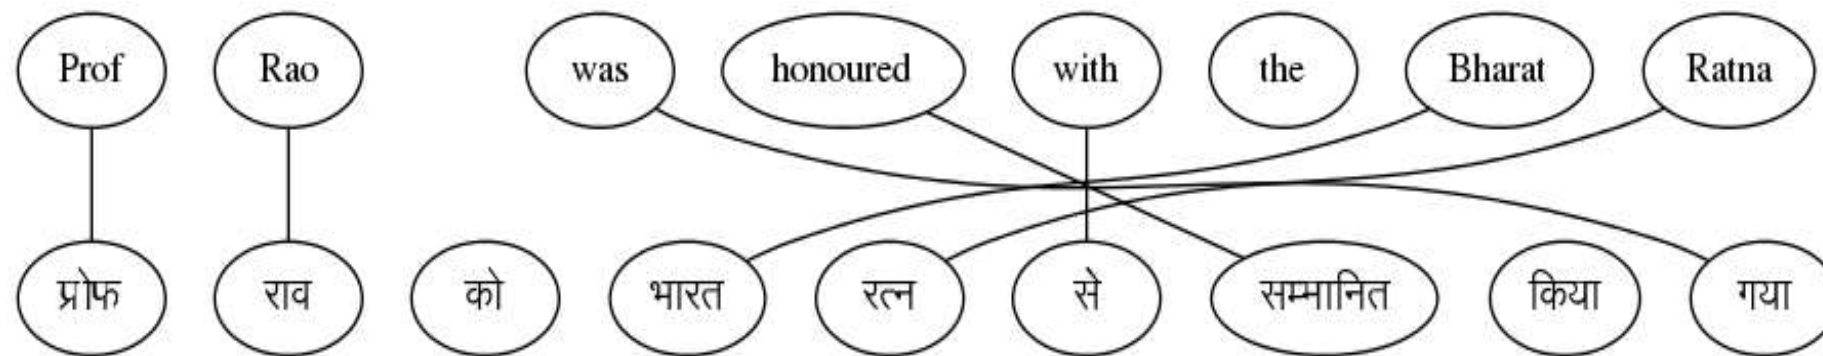 Prof Rao was honoured with the Bharat Ratna
प्रोफ राव को भारत रत्न से सम्मानित किया गया